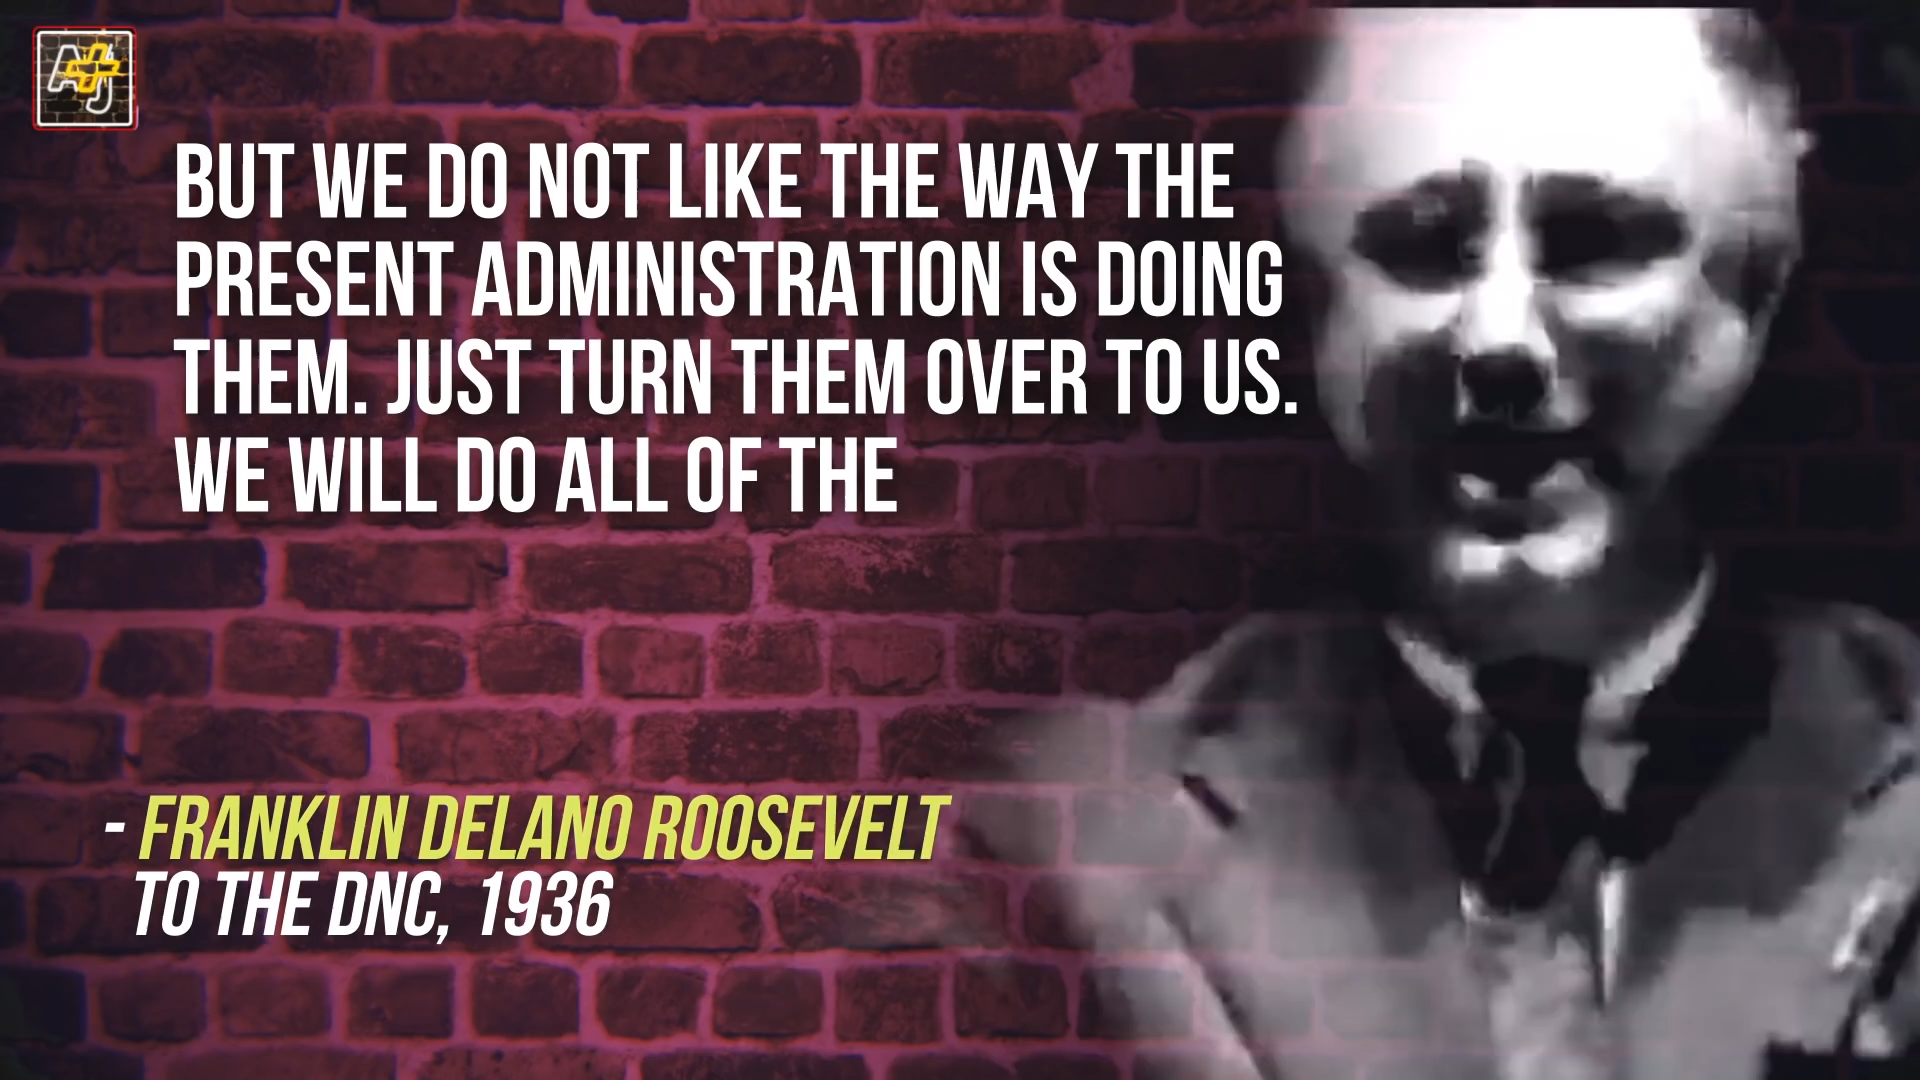 AJ+
BUT WE DO NOT LIKE THE WAY THE
PRESENT ADMINISTRATION IS DOING
THEM. JUST TURN THEM OVER TO US.
WE WILL DO ALL OF THE
- FRANKLIN DELANO ROOSEVELT
TO THE DNC, 1936